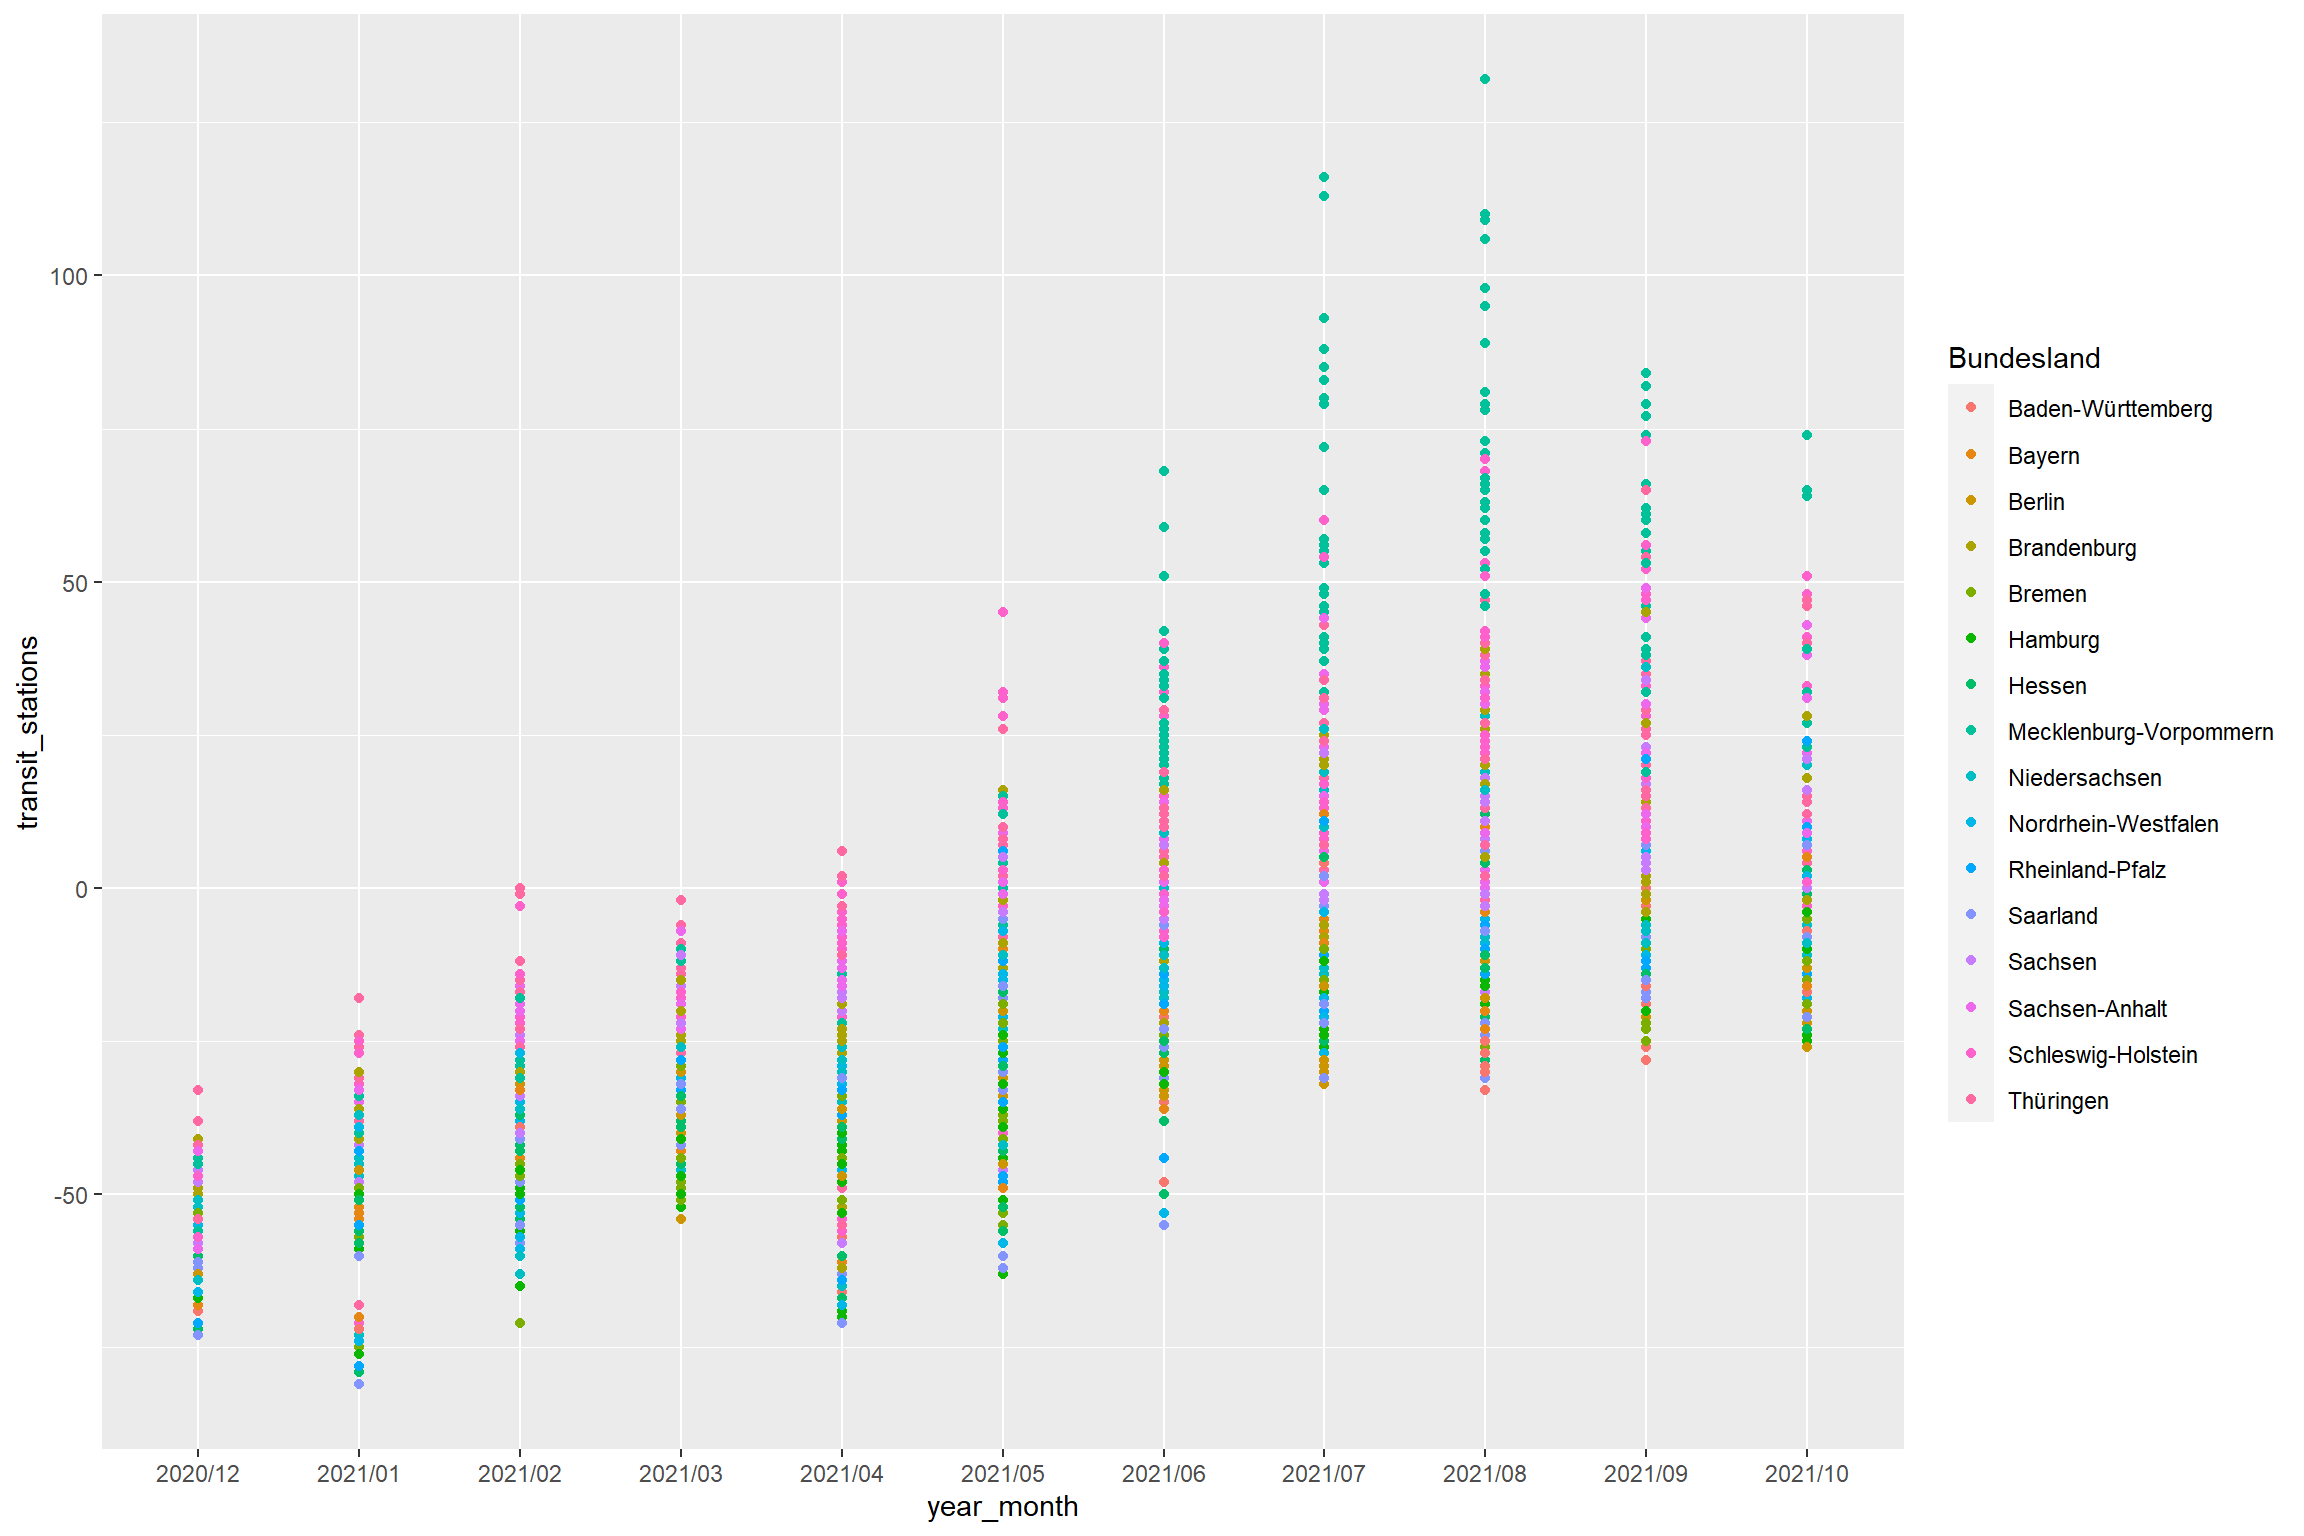 100
50
0
-50
transit_stations
2020/12 2021/01 2021/02 2021/03 2021/04 2021/05 2021/06 2021/07 2021/08 2021/09 2021/10
year_month
Bundesland
Baden-Württemberg
Bayern
Berlin
Brandenburg
Bremen
Hamburg
Hessen
Mecklenburg-Vorpommern
Niedersachsen
Nordrhein-Westfalen
Rheinland-Pfalz
Saarland
Sachsen
Sachsen-Anhalt
Schleswig-Holstein
Thüringen